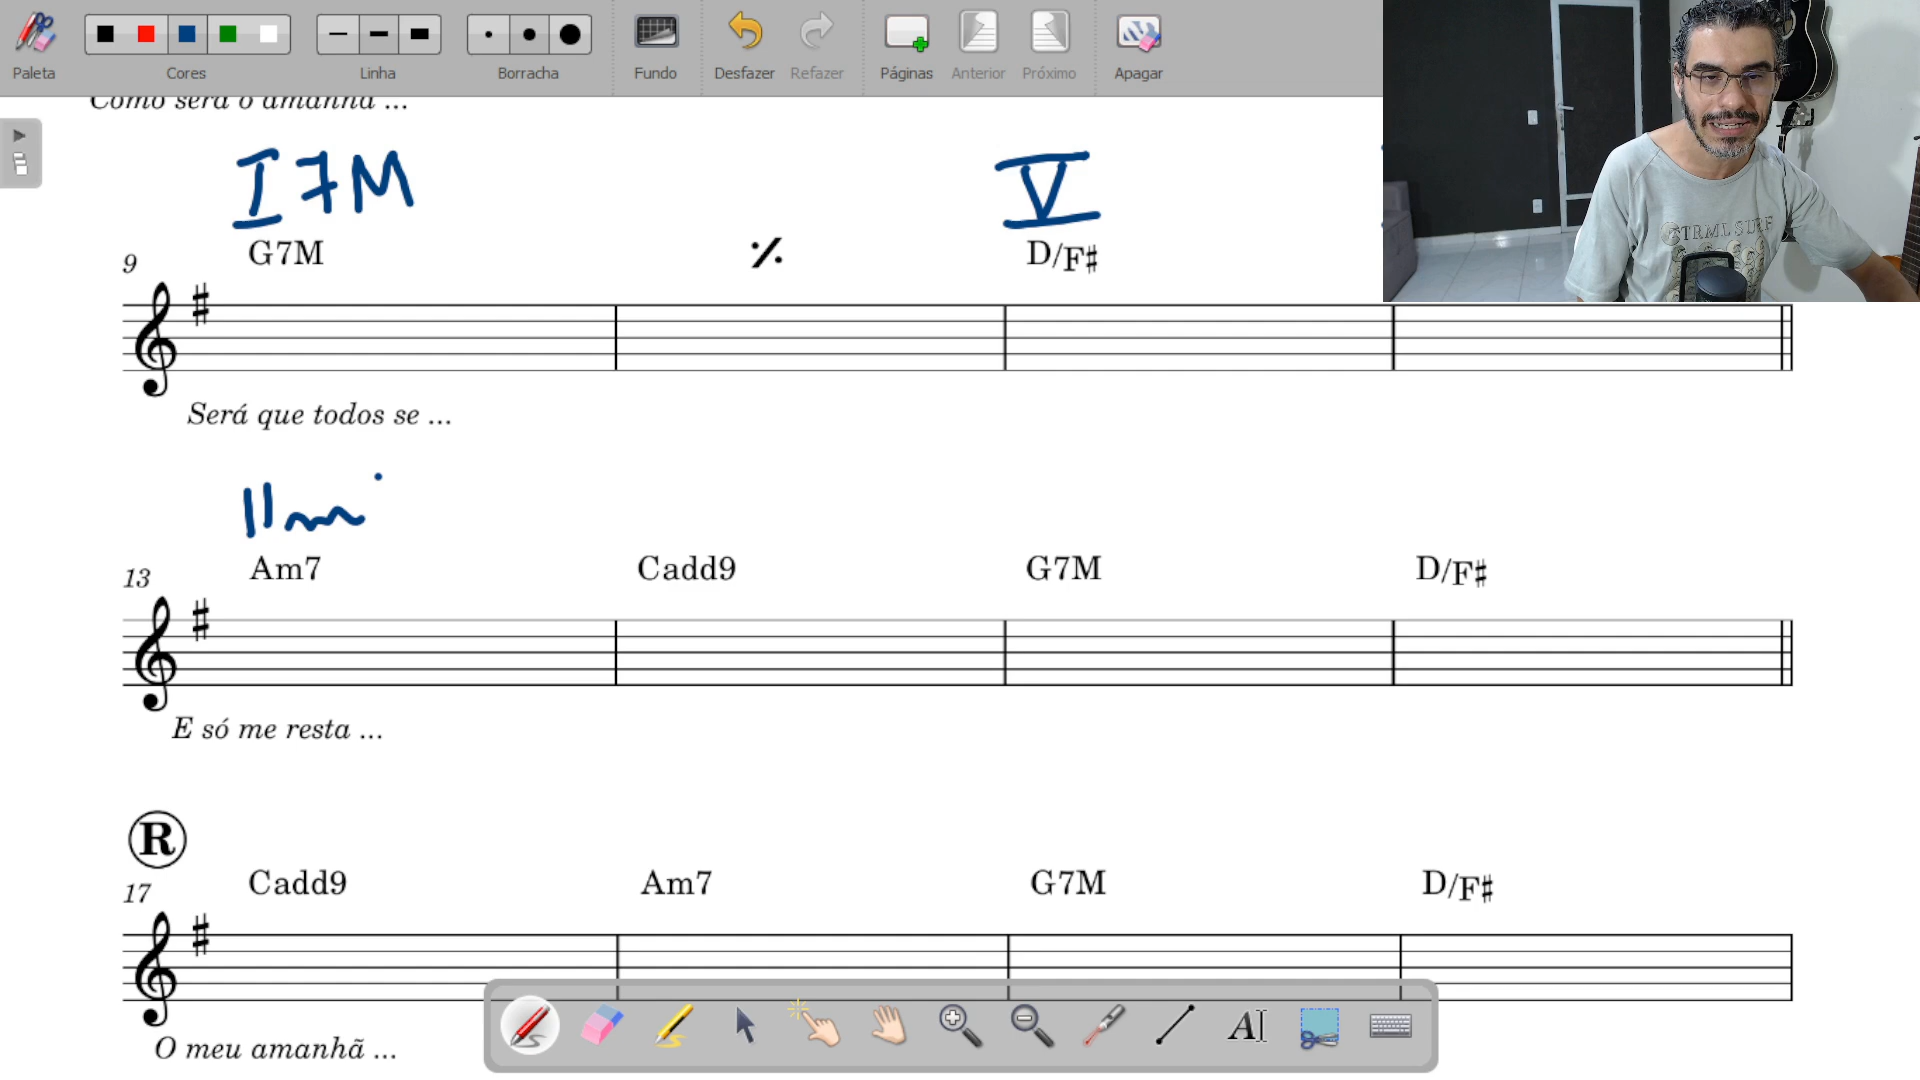 Paleta Cores Linha Borracha Fundo Desfazer Refazer Páginas Anterior Próximo Apagar
Como será o amanhã ...
I7M V
G7M D/F♯
9
Será que todos se ...
IIm
Am7 Cadd9 G7M D/F♯
13
E só me resta ...
R
Cadd9 Am7 G7M D/F♯
17
O meu amanhã ...
AI